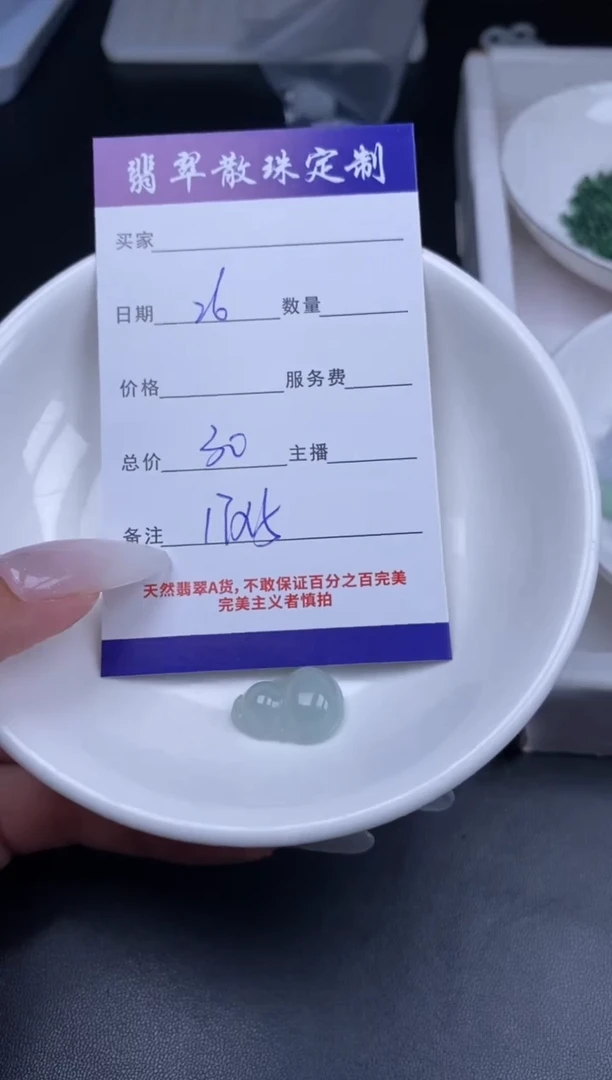 翡翠散珠定制
买家
日期 26 数量
价格 服务费
总价 30 主播
备注
天然翡翠A货,不敢保证百分之百完美
完美主义者慎拍